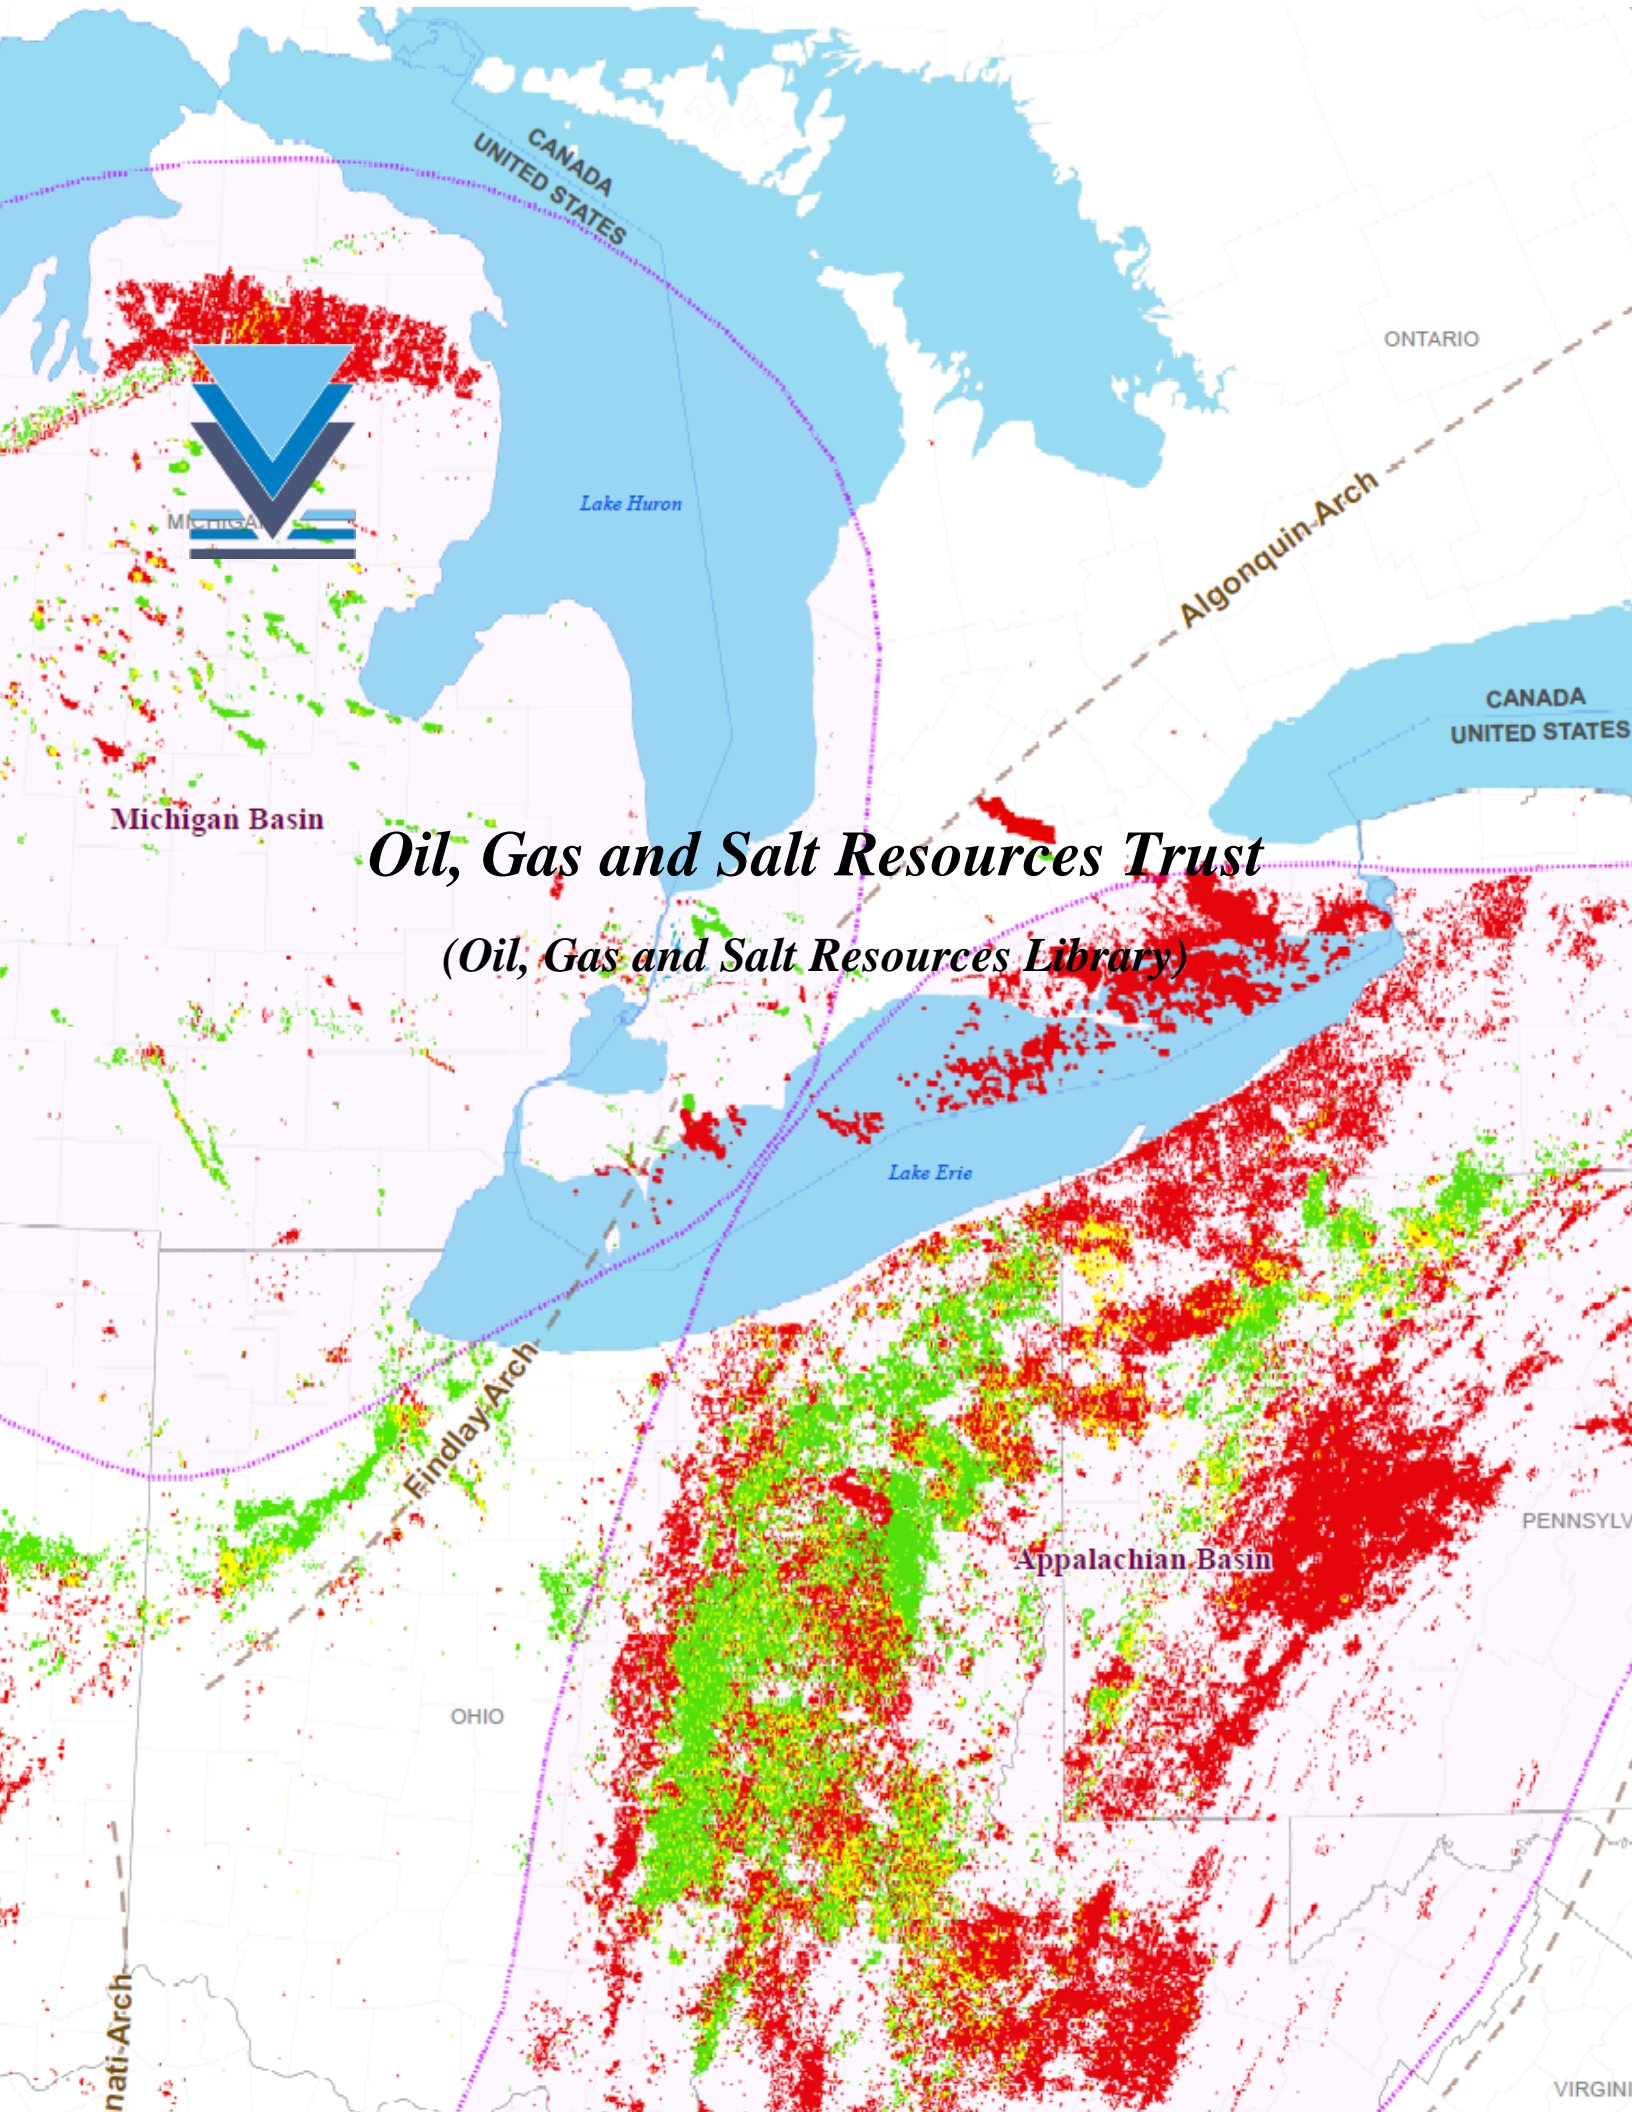 CANADA
UNITED STATES
ONTARIO
Algonquin Arch
Lake Huron
CANADA
UNITED STATES
Michigan Basin
Oil, Gas and Salt Resources Trust
(Oil, Gas and Salt Resources Library)
Lake Erie
Findlay Arch
PENNSYLV
Appalachian Basin
OHIO
nati Arch
VIRGINI